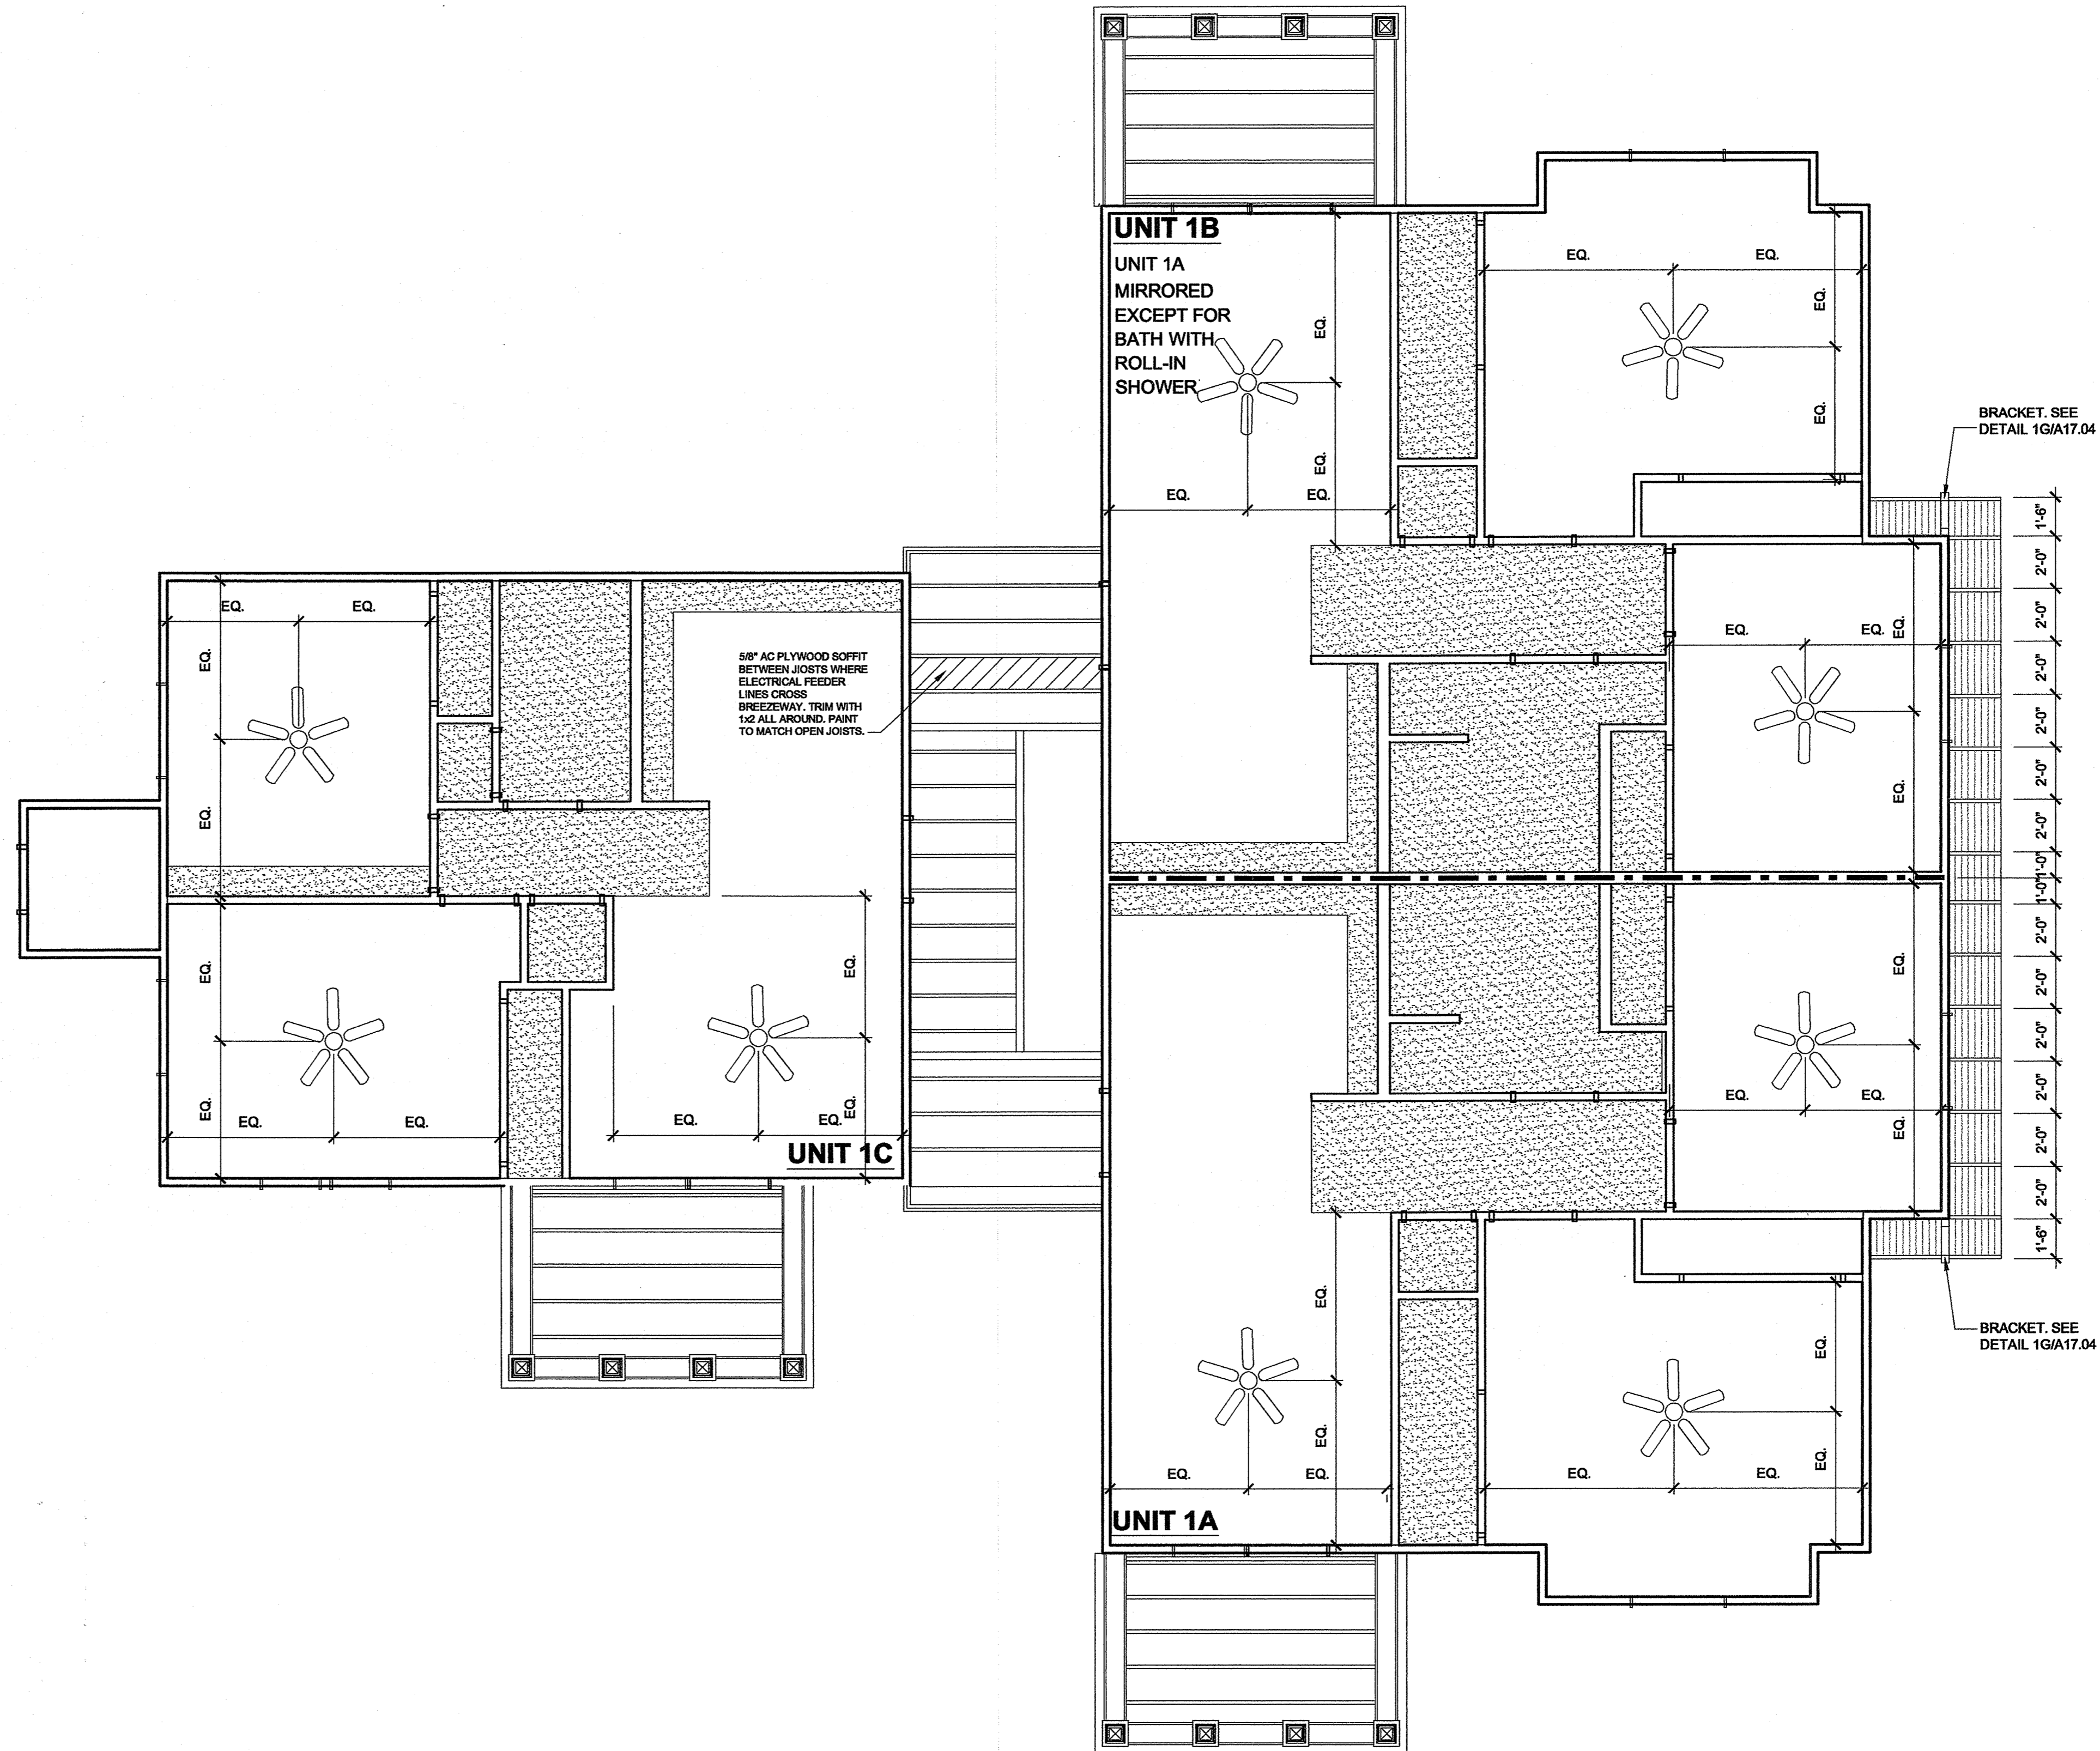 UNIT 1B
UNIT 1A
MIRRORED
EXCEPT FOR
BATH WITH
ROLL-IN
SHOWER
EQ.
EQ.
EQ.
EQ.
EQ.
EQ.
EQ.
EQ.
BRACKET. SEE
DETAIL 1G/A17.04
1'-6"
2'-0"
2'-0"
2'-0"
2'-0"
2'-0"
2'-0"
1'-0"
1'-0"
2'-0"
2'-0"
2'-0"
2'-0"
2'-0"
2'-0"
1'-6"
BRACKET. SEE
DETAIL 1G/A17.04
EQ.
EQ.
EQ.
EQ.
5/8" AC PLYWOOD SOFFIT
BETWEEN JIOSTS WHERE
ELECTRICAL FEEDER
LINES CROSS
BREEZEWAY. TRIM WITH
1x2 ALL AROUND. PAINT
TO MATCH OPEN JOISTS.
EQ.
EQ.
EQ.
EQ.
EQ.
EQ.
EQ.
EQ.
EQ.
EQ.
EQ.
EQ.
UNIT 1C
EQ.
EQ.
EQ.
EQ.
EQ.
EQ.
EQ.
EQ.
UNIT 1A
EQ.
EQ.
EQ.
EQ.